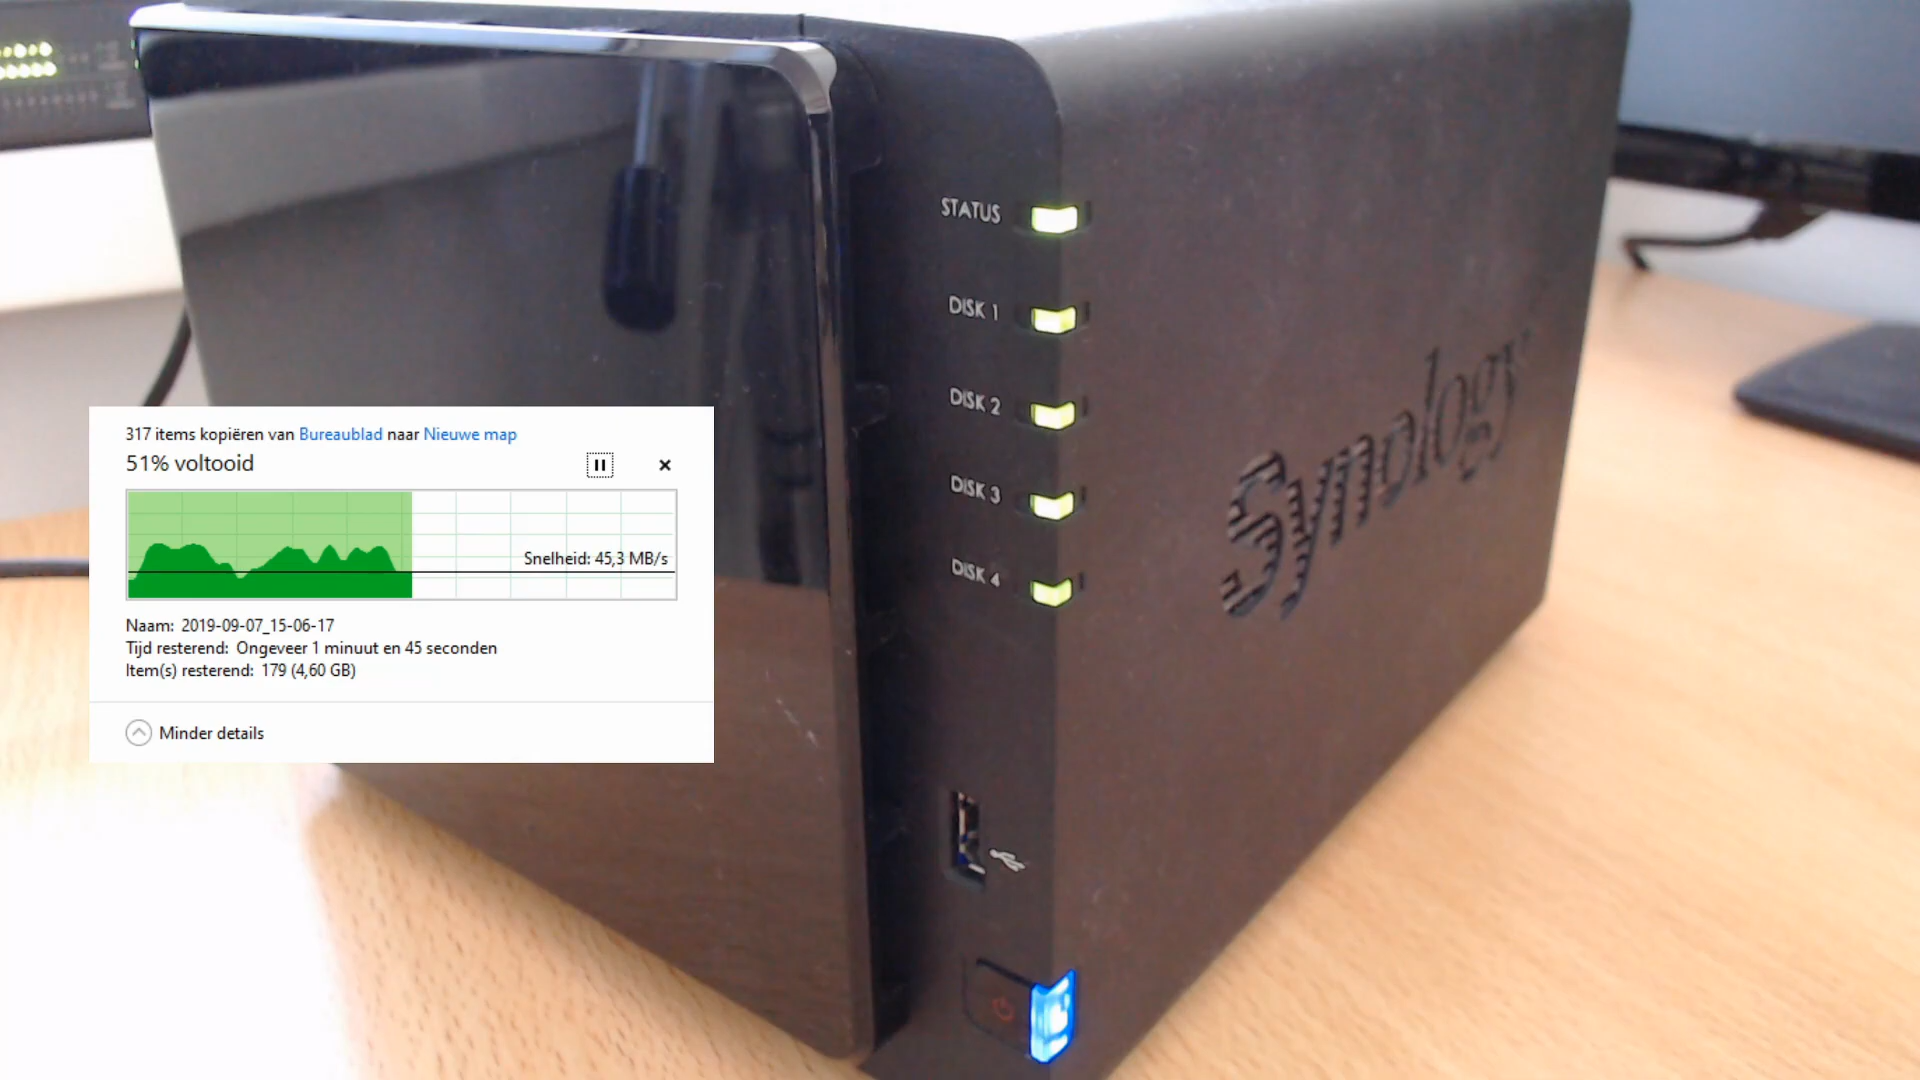 STATUS
DISK 1
DISK 2
DISK 3
DISK 4
Synology
317 items kopiëren van Bureaublad naar Nieuwe map
51% voltooid
Snelheid: 45,3 MB/s
Naam: 2019-09-07_15-06-17
Tijd resterend: Ongeveer 1 minuut en 45 seconden
Item(s) resterend: 179 (4,60 GB)
Minder details